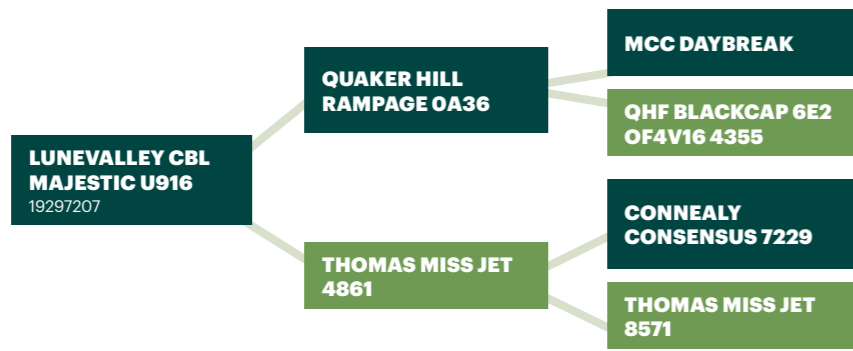 MCC DAYBREAK
QUAKER HILL
RAMPAGE 0A36
QHF BLACKCAP 6E2
OF4V16 4355
LUNEVALLEY CBL
MAJESTIC U916
19297207
CONNEALY
CONSENSUS 7229
THOMAS MISS JET
4861
THOMAS MISS JET
8571